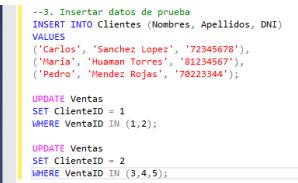 --3. Insertar datos de prueba
INSERT INTO Clientes (Nombres, Apellidos, DNI)
VALUES
('Carlos', 'Sanchez Lopez', '72345678'),
('María', 'Huaman Torres', '81234567'),
('Pedro', 'Mendez Rojas', '70223344');
UPDATE Ventas
SET ClienteID = 1
WHERE VentaID IN (1,2);
UPDATE Ventas
SET ClienteID = 2
WHERE VentaID IN (3,4,5);